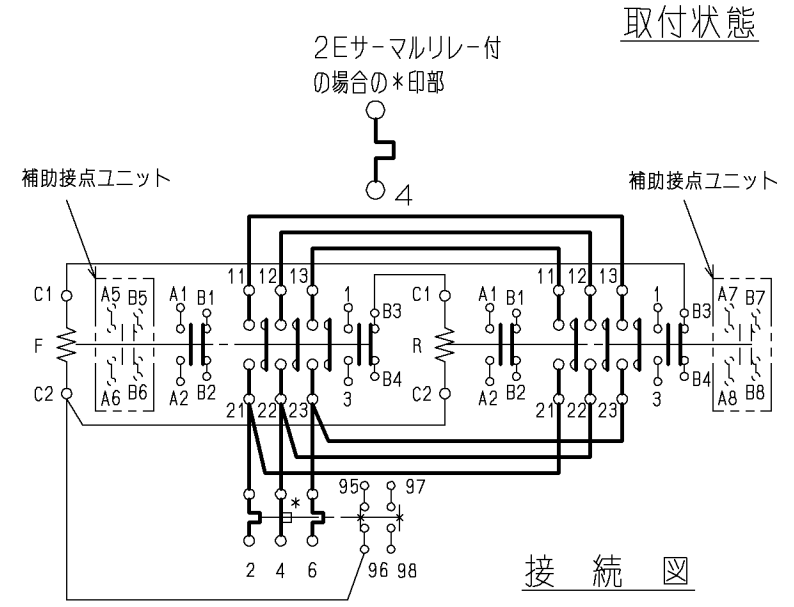 取付状態
2Eサーマルリレー付
の場合の*印部
4
補助接点ユニット
補助接点ユニット
11 12 13
11 12 13
C1 A5 B5 A1 B1 1 B3 C1 A1 B1 1 B3 A7 B7
F R
C2 A6 B6 A2 B2 3 B4 C2 A2 B2 3 B4 A8 B8
21 22 23
21 22 23
95 97
*
2 4 6 96 98
接続図